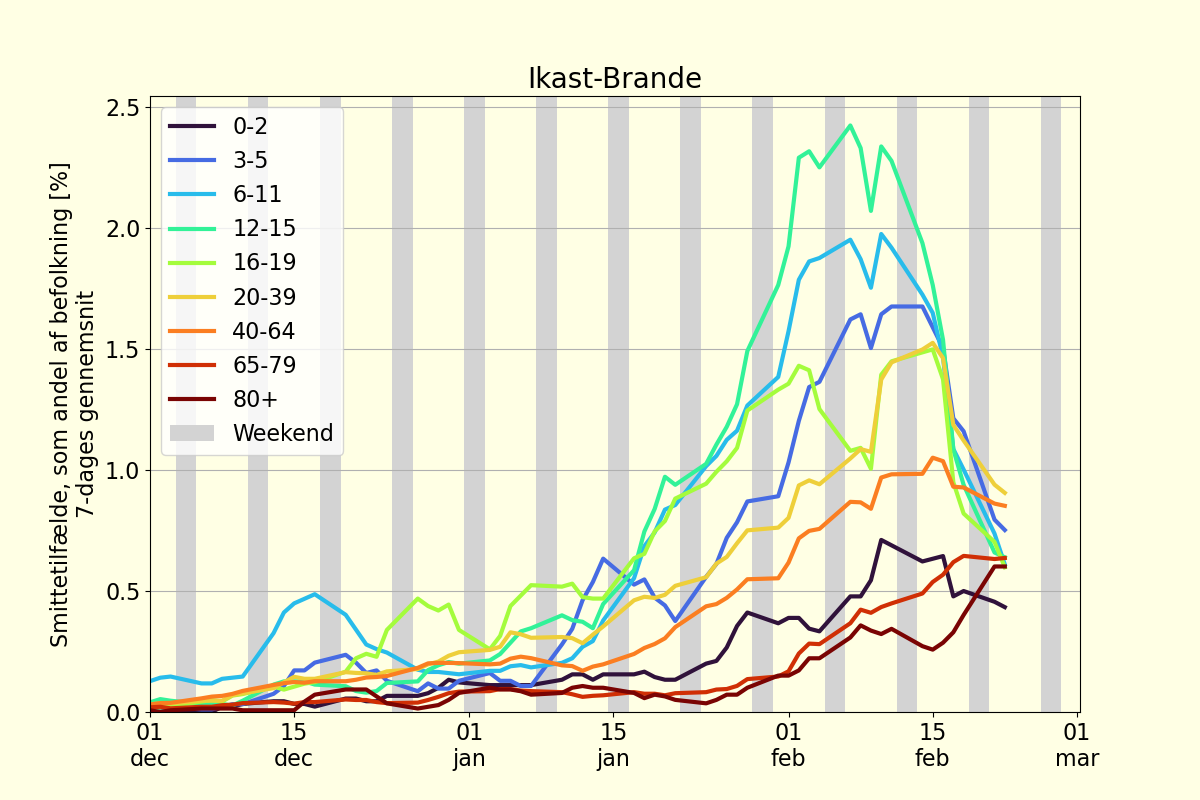 Ikast-Brande
Smittetilfælde, som andel af befolkning [%]
7-dages gennemsnit
2.5
2.0
1.5
1.0
0.5
0.0
0-2
3-5
6-11
12-15
16-19
20-39
40-64
65-79
80+
Weekend
01 15 01 15 01 15 01
dec dec jan jan feb feb mar